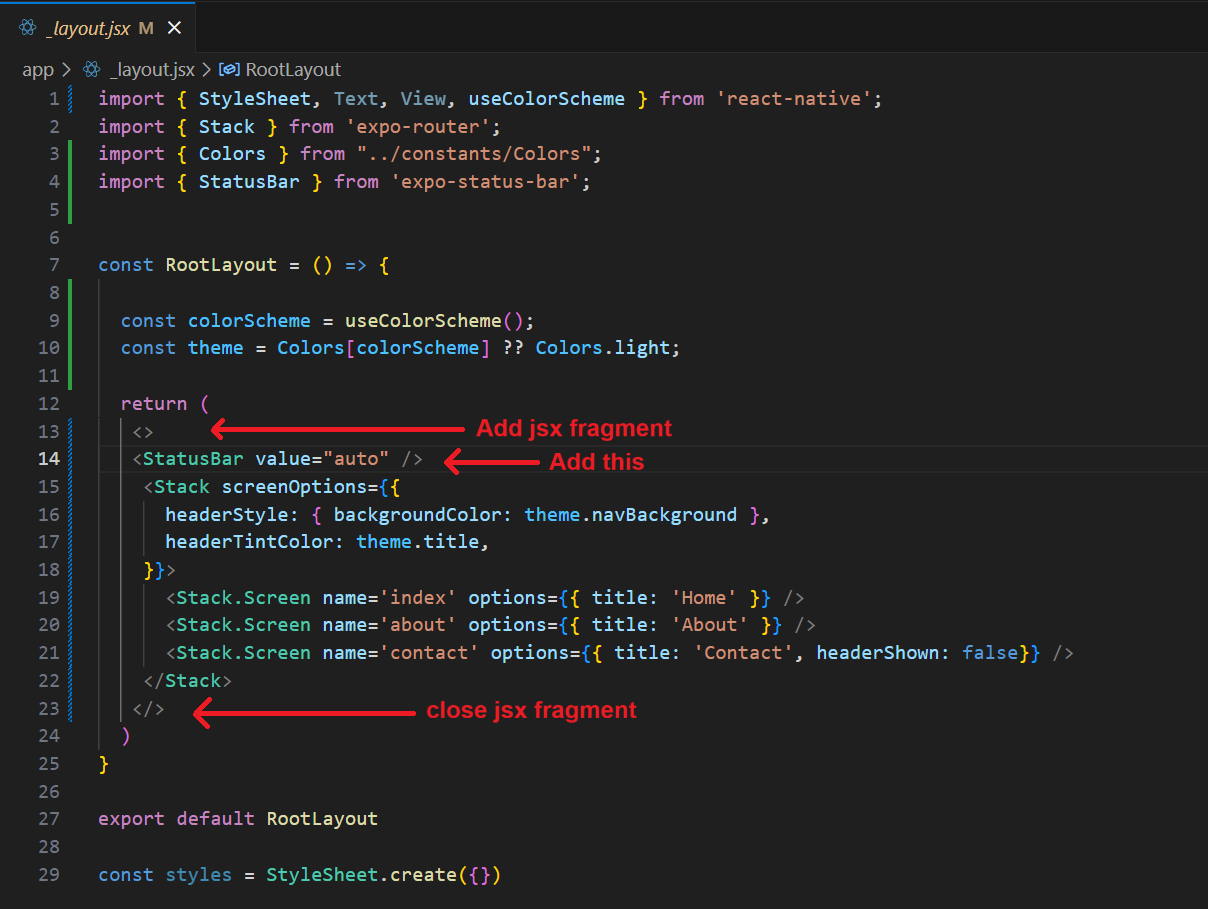 _layout.jsx M ×
app > _layout.jsx > RootLayout
1 import { StyleSheet, Text, View, useColorScheme } from 'react-native';
2 import { Stack } from 'expo-router';
3 import { Colors } from "../constants/Colors";
4 import { StatusBar } from 'expo-status-bar';
5
6
7 const RootLayout = () => {
8
9 const colorScheme = useColorScheme();
10 const theme = Colors[colorScheme] ?? Colors.light;
11
12 return (
13 <> Add jsx fragment
14 <StatusBar value="auto" /> Add this
15 <Stack screenOptions={{
16 headerStyle: { backgroundColor: theme.navBackground },
17 headerTintColor: theme.title,
18 }}>
19 <Stack.Screen name='index' options={{ title: 'Home' }} />
20 <Stack.Screen name='about' options={{ title: 'About' }} />
21 <Stack.Screen name='contact' options={{ title: 'Contact', headerShown: false}} />
22 </Stack>
23 </> close jsx fragment
24 )
25 }
26
27 export default RootLayout
28
29 const styles = StyleSheet.create({})